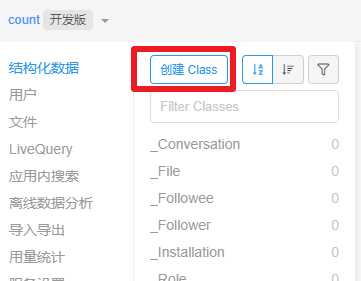 count 开发版
结构化数据
用户
文件
LiveQuery
应用内搜索
离线数据分析
导入导出
用量统计
创建 Class
Filter Classes
_Conversation 0
_File 0
_Followee 0
_Follower 0
_Installation 0
_Role